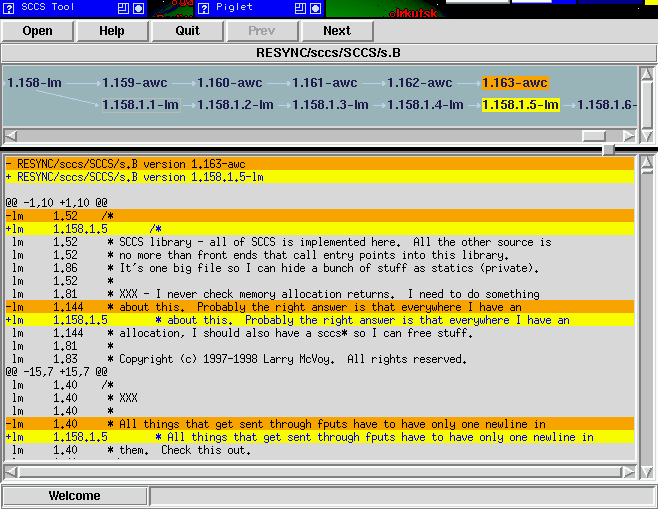 SCCS Tool
Piglet
cirkutsk
Open Help Quit Prev Next
RESYNC/sccs/SCCS/s.B
1.158-lm 1.159-awc 1.160-awc 1.161-awc 1.162-awc 1.163-awc
1.158.1.1-lm 1.158.1.2-lm 1.158.1.3-lm 1.158.1.4-lm 1.158.1.5-lm 1.158.1.6-
- RESYNC/sccs/SCCS/s.B version 1.163-awc
+ RESYNC/sccs/SCCS/s.B version 1.158.1.5-lm
@@ -1,10 +1,10 @@
-lm 1.52 /*
+lm 1.158.1.5 /*
lm 1.52 * SCCS library - all of SCCS is implemented here. All the other source is
lm 1.52 * no more than front ends that call entry points into this library.
lm 1.86 * It's one big file so I can hide a bunch of stuff as statics (private).
lm 1.52 *
lm 1.81 * XXX - I never check memory allocation returns. I need to do something
-lm 1.144 * about this. Probably the right answer is that everywhere I have an
+lm 1.158.1.5 * about this. Probably the right answer is that everywhere I have an
lm 1.144 * allocation, I should also have a sccs* so I can free stuff.
lm 1.81 *
lm 1.83 * Copyright (c) 1997-1998 Larry McVoy. All rights reserved.
@@ -15,7 +15,7 @@
lm 1.40 /*
lm 1.40 * XXX
lm 1.40 *
-lm 1.40 * All things that get sent through fputs have to have only one newline in
+lm 1.158.1.5 * All things that get sent through fputs have to have only one newline in
lm 1.40 * them. Check this out.
Welcome